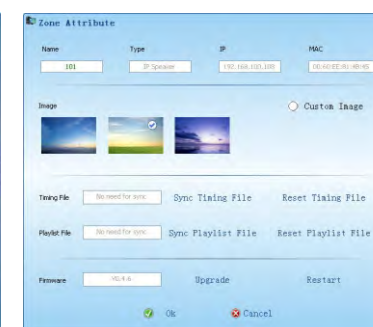 Zone Attribute
Name Type IP MAC
101 IP Speaker 192.168.100.100
Image Custom Image
Timing File No need for sync Sync Timing File Reset Timing File
Playlist File No need for sync Sync Playlist File Reset Playlist File
Firmware Upgrade Restart
Ok Cancel